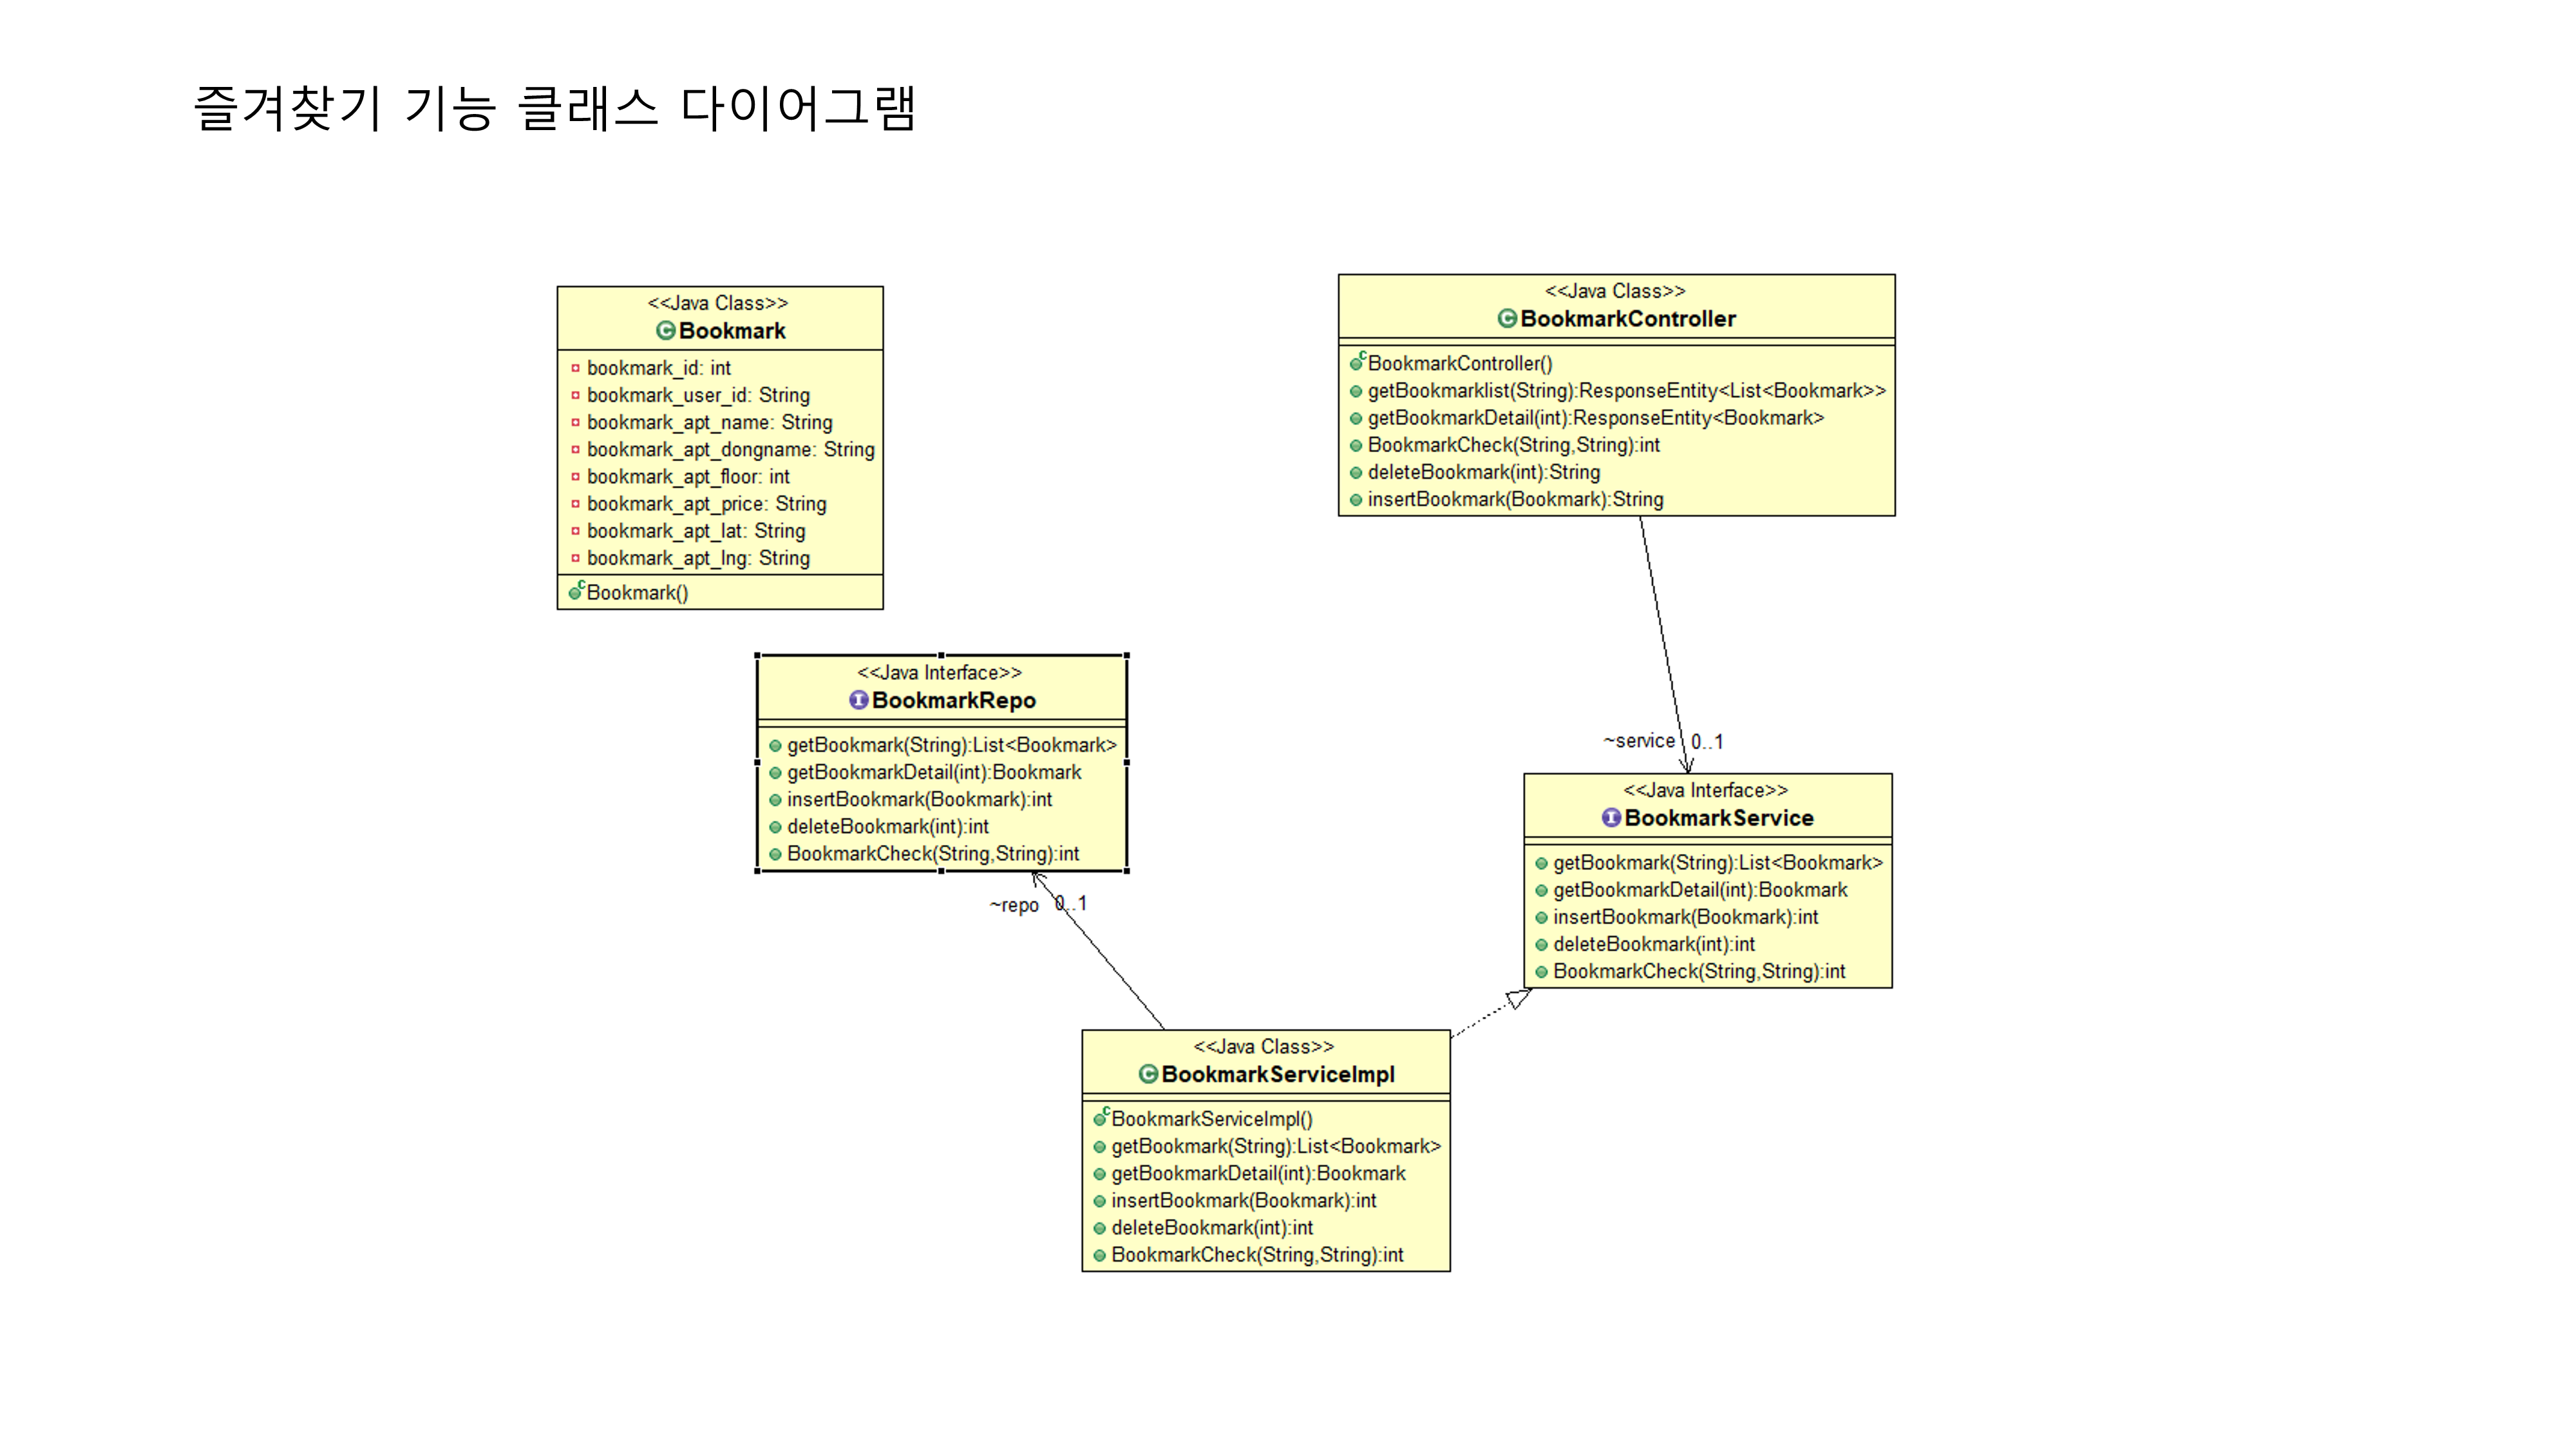 즐겨찾기 기능 클래스 다이어그램
<<Java Class>>
Bookmark
bookmark_id: int
bookmark_user_id: String
bookmark_apt_name: String
bookmark_apt_dongname: String
bookmark_apt_floor: int
bookmark_apt_price: String
bookmark_apt_lat: String
bookmark_apt_lng: String
Bookmark()
<<Java Class>>
BookmarkController
BookmarkController()
getBookmarklist(String):ResponseEntity<List<Bookmark>>
getBookmarkDetail(int):ResponseEntity<Bookmark>
BookmarkCheck(String,String):int
deleteBookmark(int):String
insertBookmark(Bookmark):String
<<Java Interface>>
BookmarkRepo
getBookmark(String):List<Bookmark>
getBookmarkDetail(int):Bookmark
insertBookmark(Bookmark):int
deleteBookmark(int):int
BookmarkCheck(String,String):int
~repo 0..1
~service 0..1
<<Java Interface>>
BookmarkService
getBookmark(String):List<Bookmark>
getBookmarkDetail(int):Bookmark
insertBookmark(Bookmark):int
deleteBookmark(int):int
BookmarkCheck(String,String):int
<<Java Class>>
BookmarkServiceImpl
BookmarkServiceImpl()
getBookmark(String):List<Bookmark>
getBookmarkDetail(int):Bookmark
insertBookmark(Bookmark):int
deleteBookmark(int):int
BookmarkCheck(String,String):int